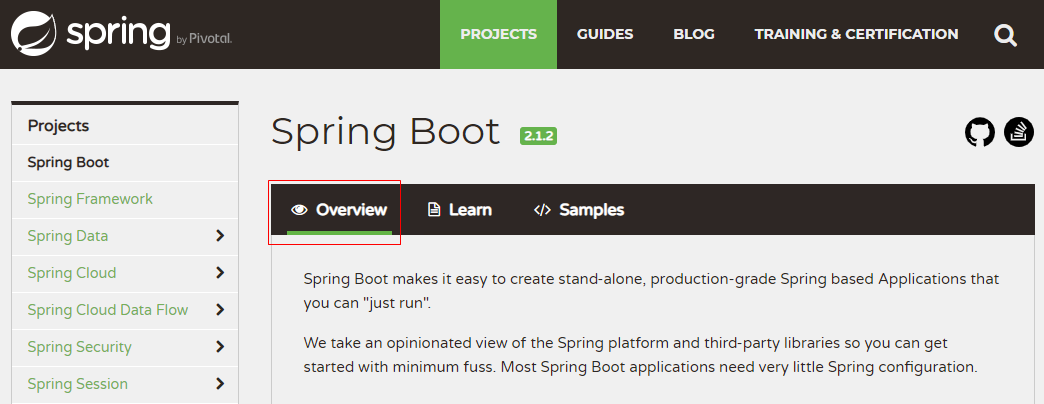 spring by Pivotal.
PROJECTS GUIDES BLOG TRAINING & CERTIFICATION
Projects
Spring Boot
Spring Framework
Spring Data
Spring Cloud
Spring Cloud Data Flow
Spring Security
Spring Session
Spring Boot 2.1.2
Overview Learn Samples
Spring Boot makes it easy to create stand-alone, production-grade Spring based Applications that
you can "just run".
We take an opinionated view of the Spring platform and third-party libraries so you can get
started with minimum fuss. Most Spring Boot applications need very little Spring configuration.